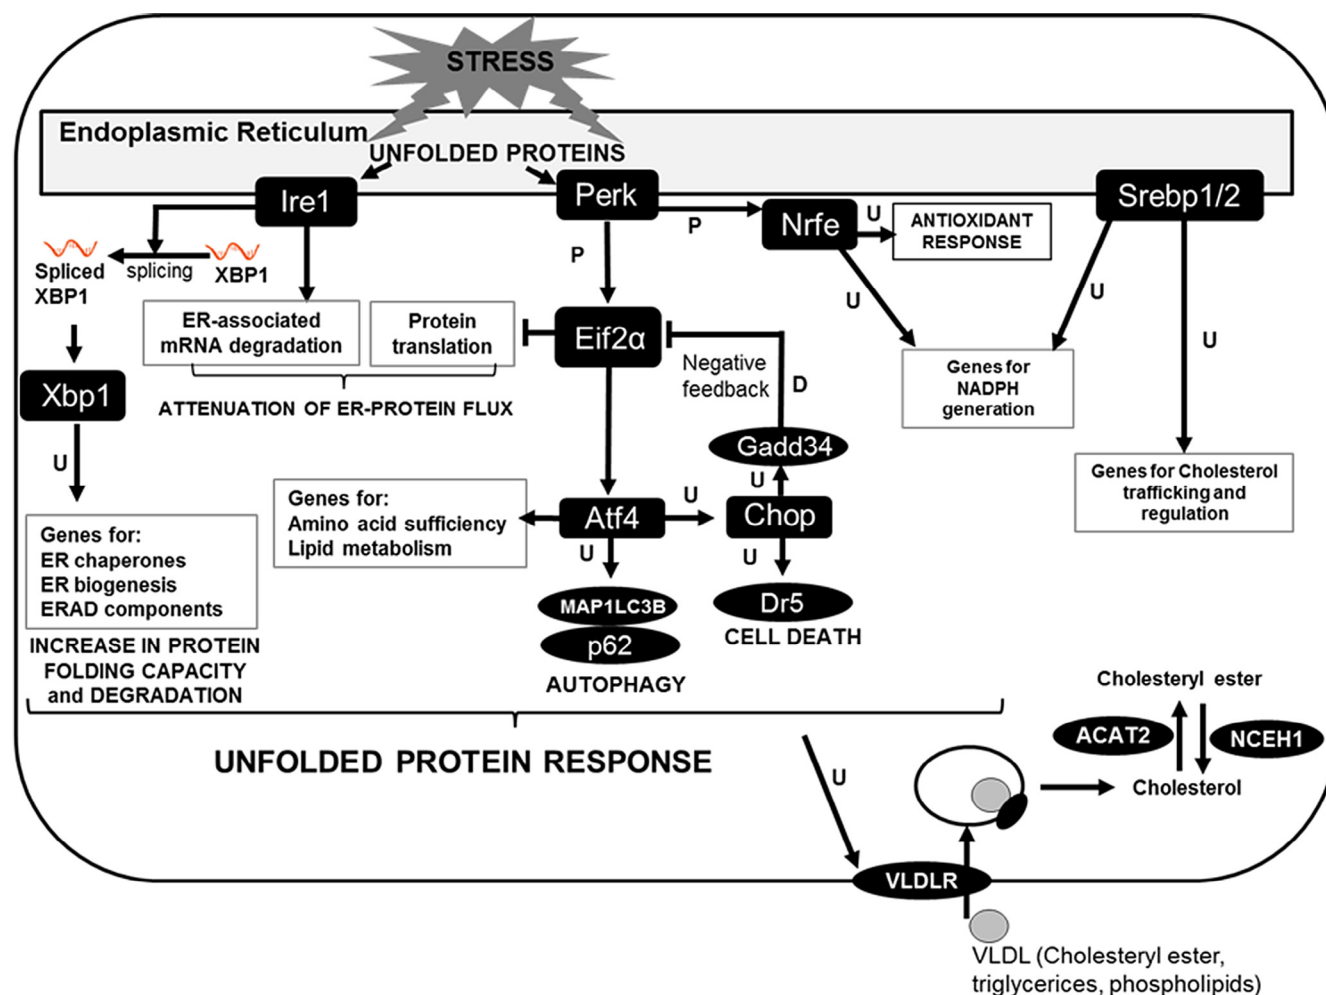 STRESS
Endoplasmic Reticulum
UNFOLDED PROTEINS
Ire1
Perk
Srebp1/2
P
Nrfe
U
ANTIOXIDANT
RESPONSE
Spliced
XBP1
splicing
XBP1
P
U
U
U
ER-associated
mRNA degradation
Protein
translation
Eif2α
Negative
feedback
D
Genes for
NADPH
generation
Xbp1
ATTENUATION OF ER-PROTEIN FLUX
U
Gadd34
U
Genes for Cholesterol
trafficking and
regulation
Genes for:
Amino acid sufficiency
Lipid metabolism
Atf4
U
Chop
U
U
Genes for:
ER chaperones
ER biogenesis
ERAD components
MAP1LC3B
p62
AUTOPHAGY
Dr5
CELL DEATH
INCREASE IN PROTEIN
FOLDING CAPACITY
and DEGRADATION
UNFOLDED PROTEIN RESPONSE
U
Cholesteryl ester
ACAT2
NCEH1
Cholesterol
VLDLR
VLDL (Cholesteryl ester,
triglycerices, phospholipids)